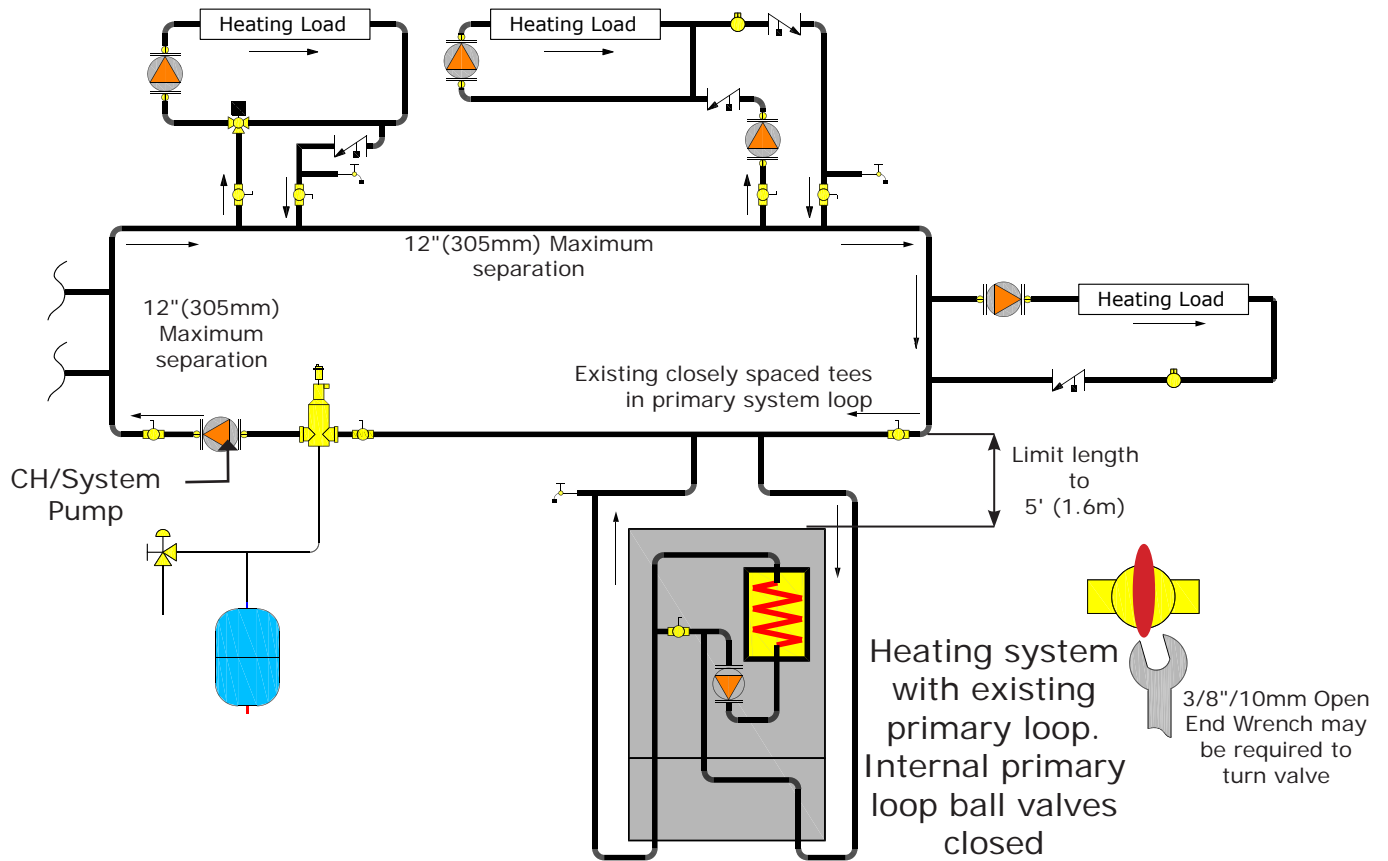 Heating Load
Heating Load
12"(305mm) Maximum
separation
12"(305mm)
Maximum
separation
Heating Load
Existing closely spaced tees
in primary system loop
CH/System
Pump
Limit length
to
5' (1.6m)
Heating system
with existing
primary loop.
Internal primary
loop ball valves
closed
3/8"/10mm Open
End Wrench may
be required to
turn valve